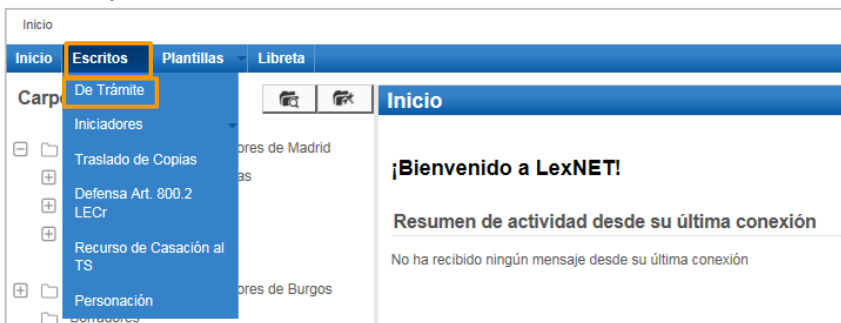 Inicio
Inicio Escritos Plantillas Libreta
De Trámite
Iniciadores
Traslado de Copias
Defensa Art. 800.2
LECr
Recurso de Casación al
TS
Personación
Carp
ores de Madrid
as
ores de Burgos
Inicio
¡Bienvenido a LexNET!
Resumen de actividad desde su última conexión
No ha recibido ningún mensaje desde su última conexión